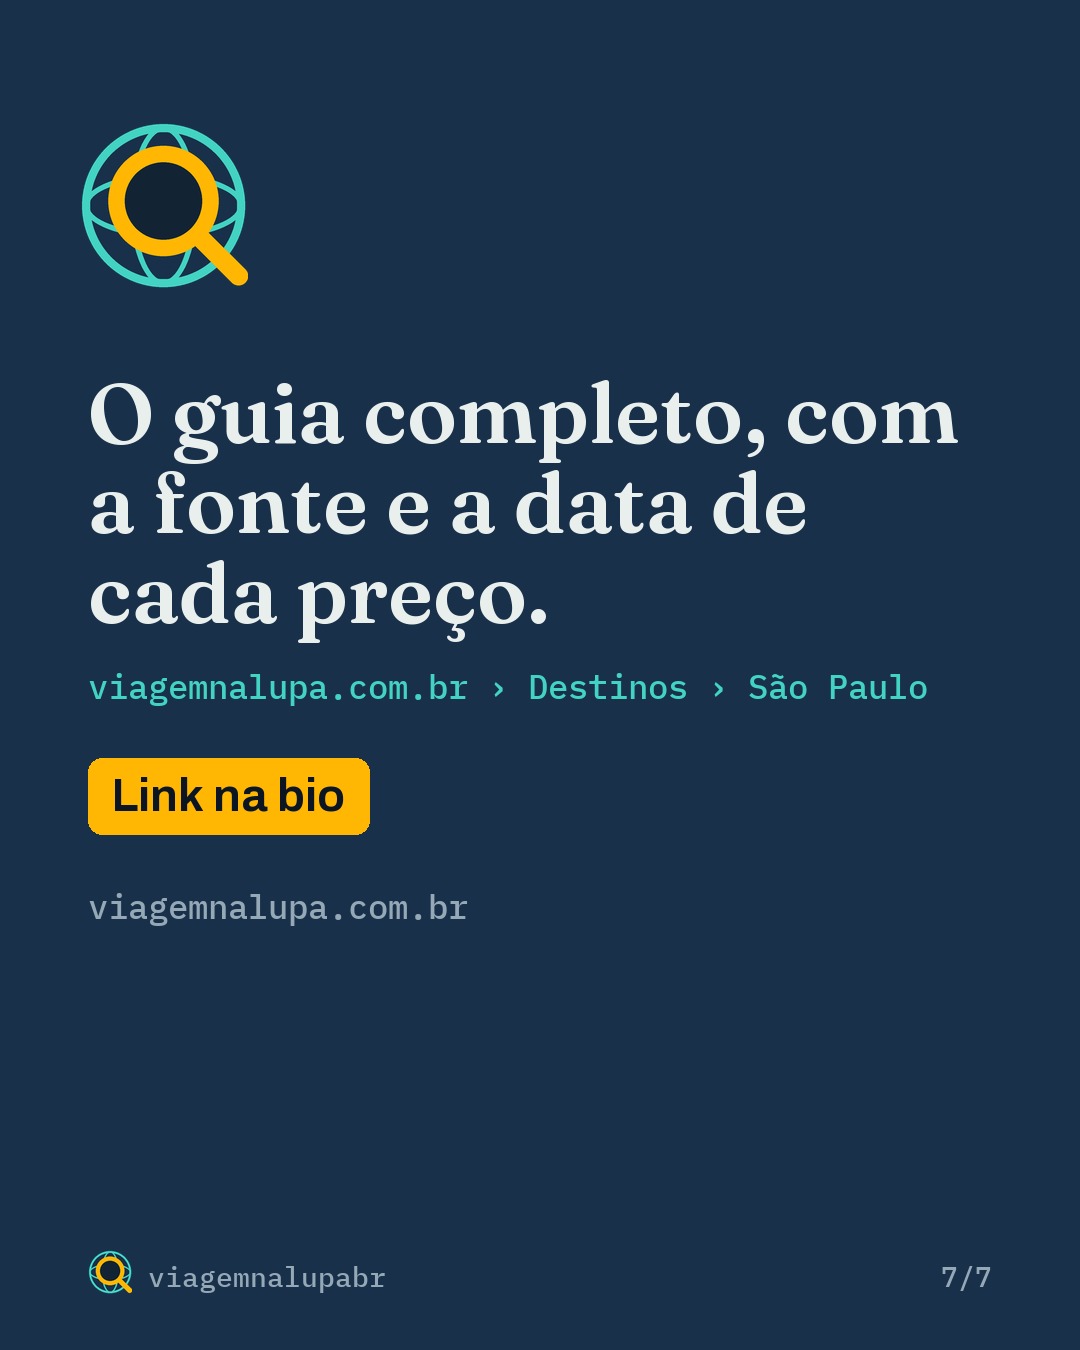 O guia completo, com
a fonte e a data de
cada preço.
viagemnalupa.com.br › Destinos › São Paulo
Link na bio
viagemnalupa.com.br
viagemnalupabr
7/7